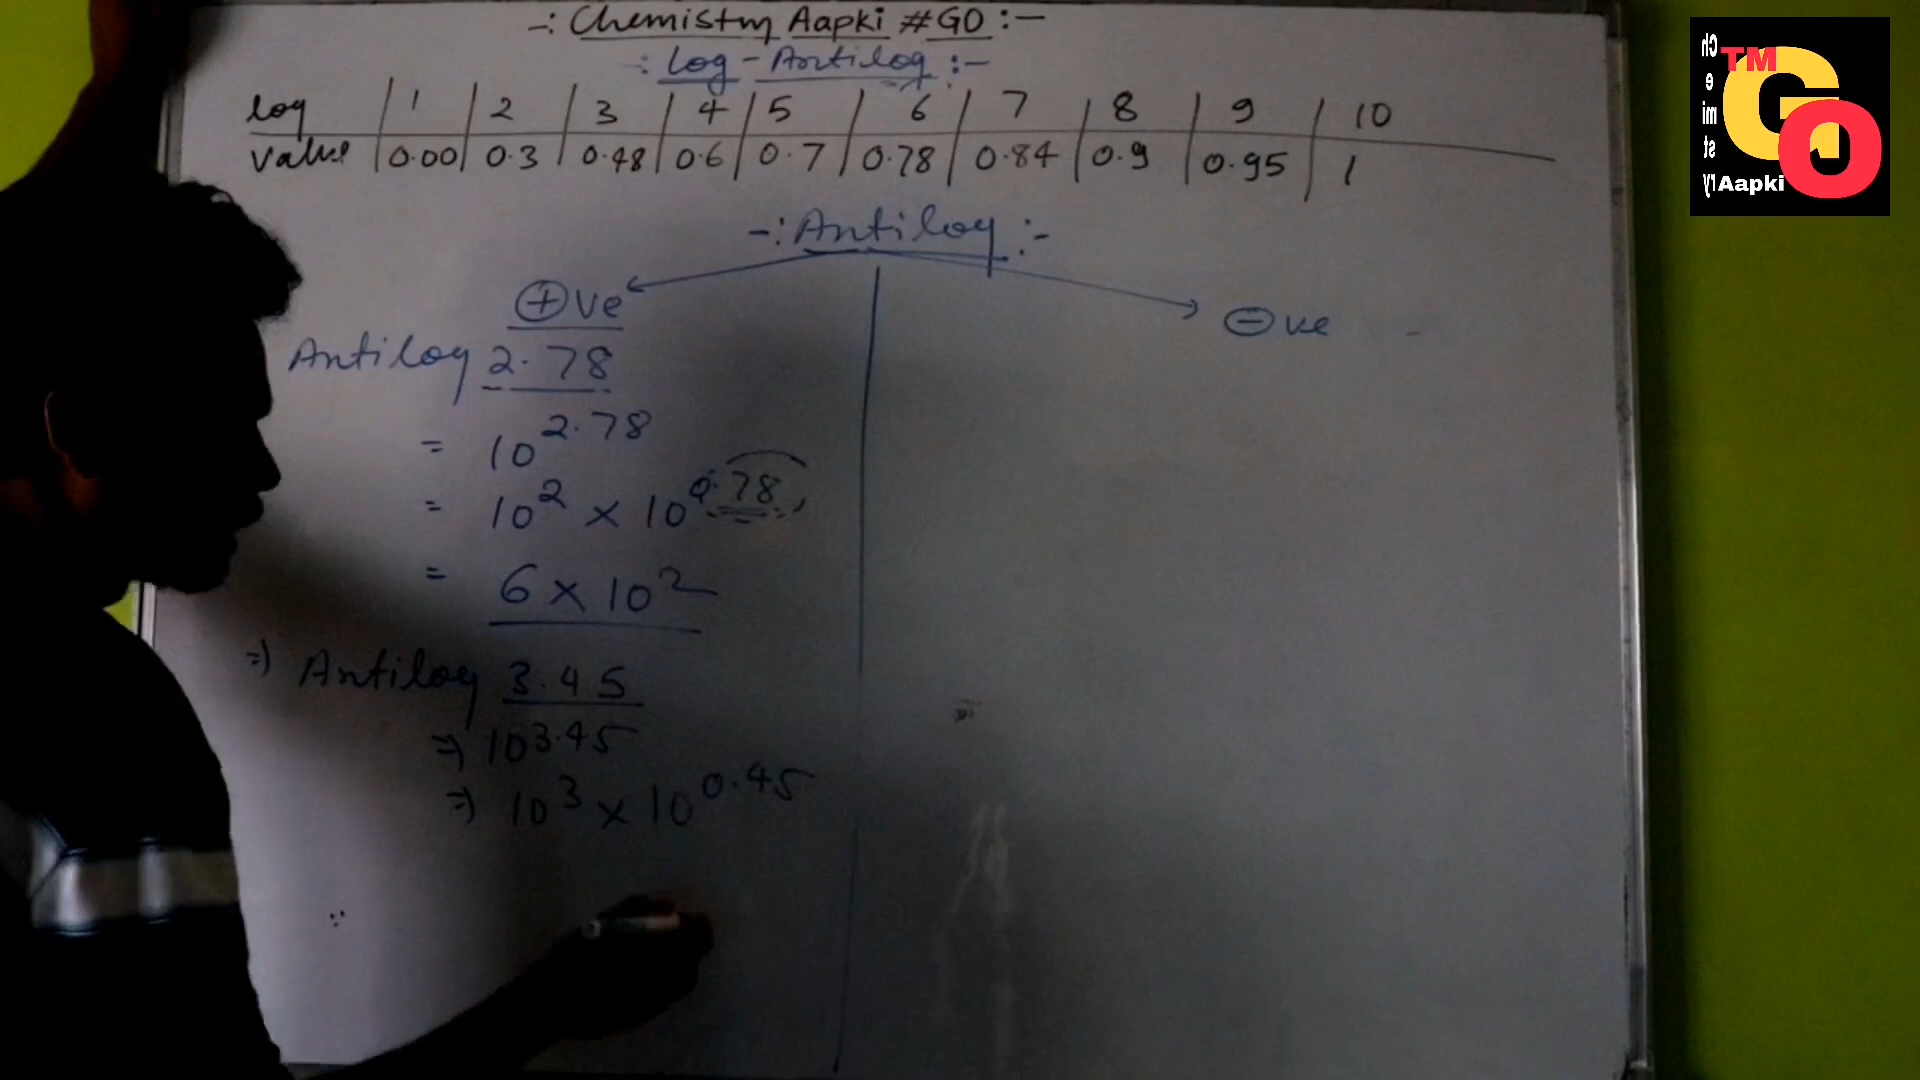 -: Chemistry Aapki #GO :-
-: Log - Antilog :-
log | 1 | 2 | 3 | 4 | 5 | 6 | 7 | 8 | 9 | 10
value | 0.00 | 0.3 | 0.48 | 0.6 | 0.7 | 0.78 | 0.84 | 0.9 | 0.95 | 1
-: Antilog :-
⊕ve
⊖ve
Antilog 2.78
= 10^2.78
= 10^2 × 10^0.78
= 6 × 10^2
⇒ Antilog 3.45
⇒ 10^3.45
⇒ 10^3 × 10^0.45
Chemistry
TM
GO
Aapki